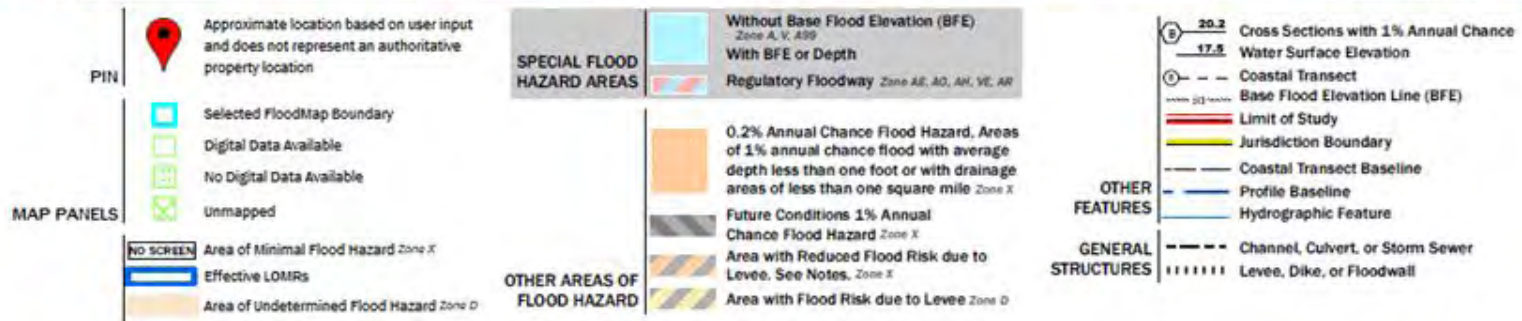 PIN
Approximate location based on user input
and does not represent an authoritative
property location
MAP PANELS
Selected FloodMap Boundary
Digital Data Available
No Digital Data Available
Unmapped
NO SCREEN Area of Minimal Flood Hazard Zone X
Effective LOMRs
Area of Undetermined Flood Hazard Zone D
SPECIAL FLOOD
HAZARD AREAS
Without Base Flood Elevation (BFE)
Zone A, V, A99
With BFE or Depth
Regulatory Floodway Zone AE, AO, AH, VE, AR
OTHER AREAS OF
FLOOD HAZARD
0.2% Annual Chance Flood Hazard, Areas
of 1% annual chance flood with average
depth less than one foot or with drainage
areas of less than one square mile Zone X
Future Conditions 1% Annual
Chance Flood Hazard Zone X
Area with Reduced Flood Risk due to
Levee. See Notes. Zone X
Area with Flood Risk due to Levee Zone D
OTHER
FEATURES
B 20.2 Cross Sections with 1% Annual Chance
17.5 Water Surface Elevation
Coastal Transect
Base Flood Elevation Line (BFE)
Limit of Study
Jurisdiction Boundary
Coastal Transect Baseline
Profile Baseline
Hydrographic Feature
GENERAL
STRUCTURES
Channel, Culvert, or Storm Sewer
Levee, Dike, or Floodwall